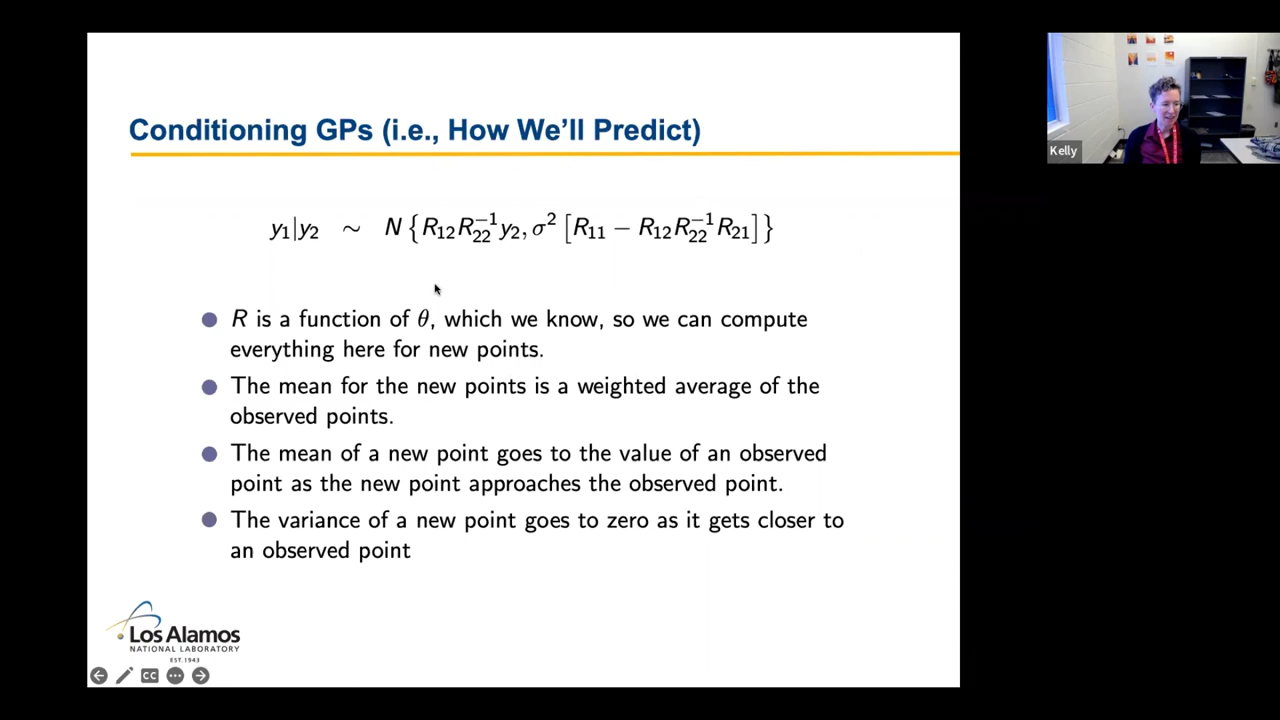 Conditioning GPs (i.e., How We'll Predict)
y₁|y₂ ∼ N{R₁₂R₂₂⁻¹y₂, σ²[R₁₁ − R₁₂R₂₂⁻¹R₂₁]}
R is a function of θ, which we know, so we can compute
everything here for new points.
The mean for the new points is a weighted average of the
observed points.
The mean of a new point goes to the value of an observed
point as the new point approaches the observed point.
The variance of a new point goes to zero as it gets closer to
an observed point
Los Alamos
NATIONAL LABORATORY
EST. 1943
CC
Kelly